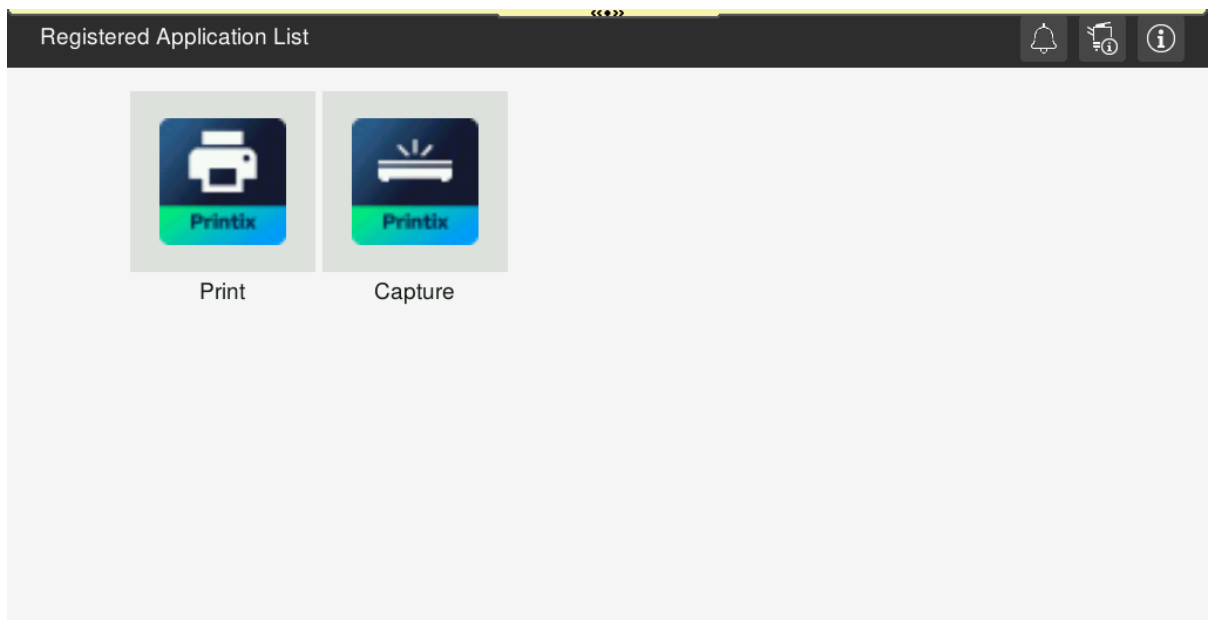 Registered Application List
Printix
Printix
Print
Capture